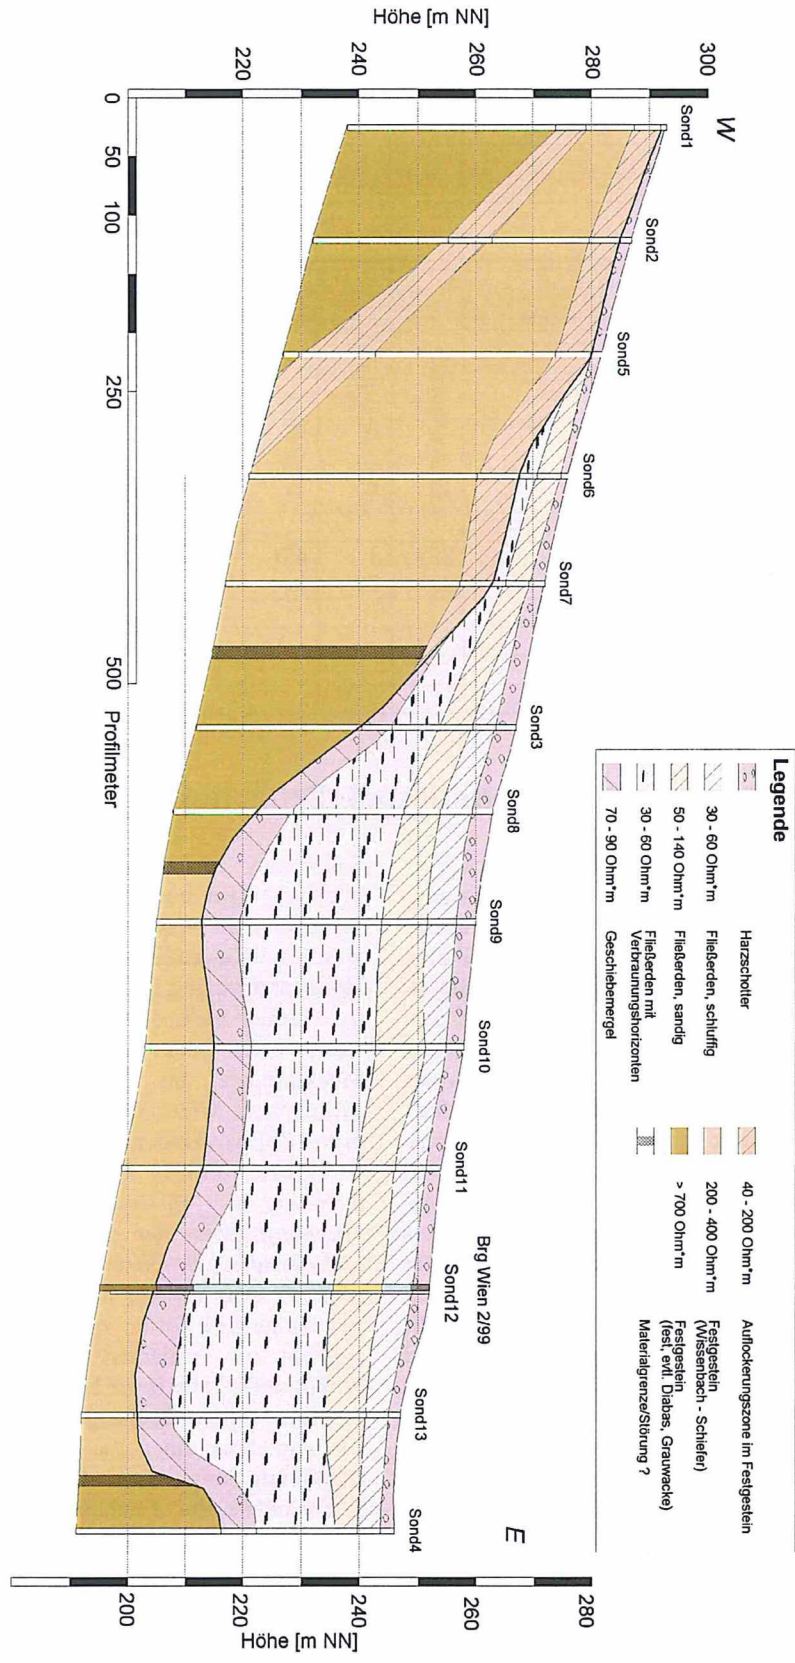 Höhe [m NN]
220
240
260
280
300
0
50
100
250
500
Profilmeter
W
Sond1
Sond2
Sond5
Sond6
Sond7
Sond3
Sond8
Sond9
Sond10
Sond11
Brg Wien 2/99
Sond12
Sond13
Sond4
E
200
220
240
260
280
Höhe [m NN]
Legende
Harzschotter
30 - 60 Ohm*m Fließerden, schluffig
50 - 140 Ohm*m Fließerden, sandig
30 - 60 Ohm*m Fließerden mit
Verbraunungshorizonten
70 - 90 Ohm*m Geschiebemergel
40 - 200 Ohm*m Auflockerungszone im Festgestein
200 - 400 Ohm*m Festgestein
(Wissenbach - Schiefer)
> 700 Ohm*m Festgestein
(fest, evtl. Diabas, Grauwacke)
Materialgrenze/Störung ?